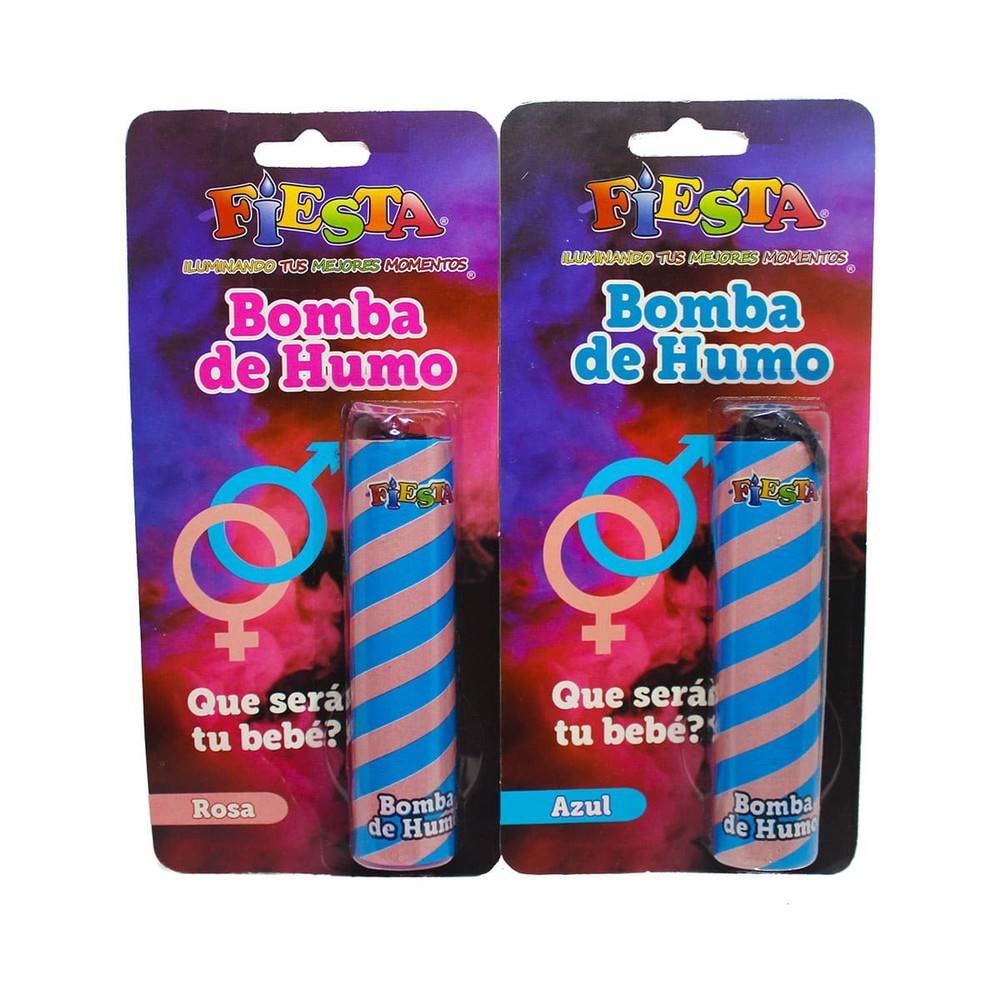 FiESTA®
ILUMINANDO TUS MEJORES MOMENTOS®
Bomba
de Humo
FiESTA
Que será
tu bebé?
Rosa
Bomba
de Humo
FiESTA®
ILUMINANDO TUS MEJORES MOMENTOS®
Bomba
de Humo
FiESTA
Que será
tu bebé?
Azul
Bomba
de Humo